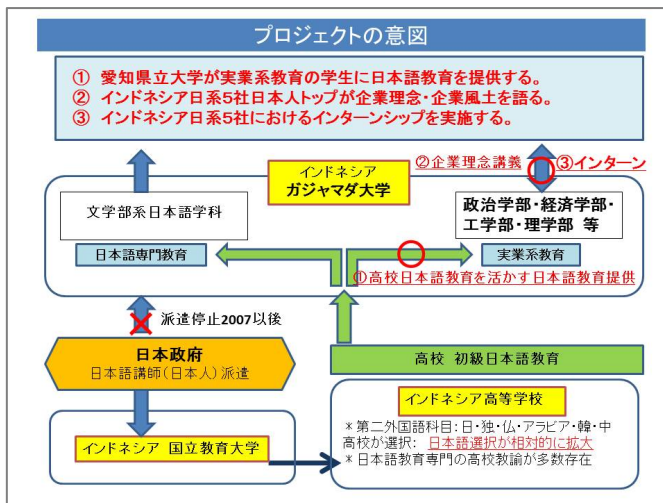 プロジェクトの意図
① 愛知県立大学が実業系教育の学生に日本語教育を提供する。
② インドネシア日系5社日本人トップが企業理念・企業風土を語る。
③ インドネシア日系5社におけるインターンシップを実施する。
②企業理念講義
③インターン
インドネシア
ガジャマダ大学
文学部系日本語学科
政治学部・経済学部・
工学部・理学部 等
日本語専門教育
実業系教育
①高校日本語教育を活かす日本語教育提供
派遣停止2007以後
日本政府
日本語講師(日本人)派遣
高校 初級日本語教育
インドネシア高等学校
インドネシア 国立教育大学
*第二外国語科目:日・独・仏・アラビア・韓・中
高校が選択: 日本語選択が相対的に拡大
*日本語教育専門の高校教諭が多数存在